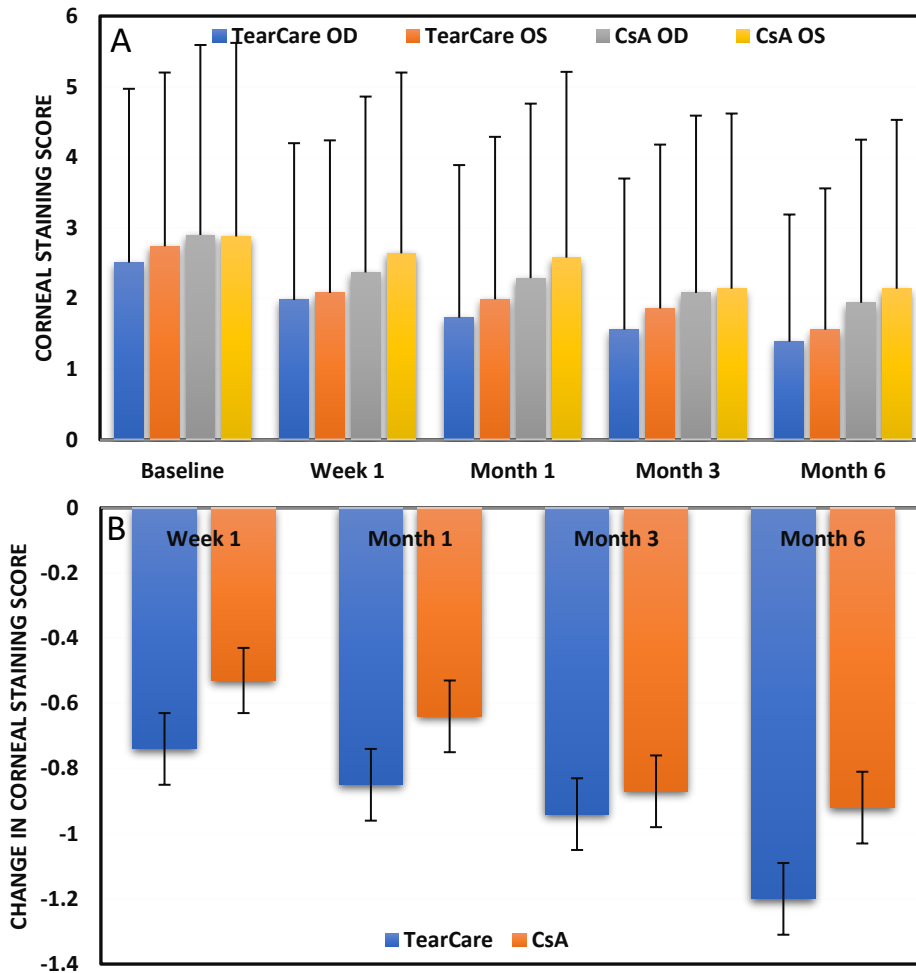 A
TearCare OD TearCare OS CsA OD CsA OS
6
5
4
3
2
1
0
CORNEAL STAINING SCORE
Baseline Week 1 Month 1 Month 3 Month 6
B
Week 1 Month 1 Month 3 Month 6
0
-0.2
-0.4
-0.6
-0.8
-1
-1.2
-1.4
CHANGE IN CORNEAL STAINING SCORE
TearCare CsA